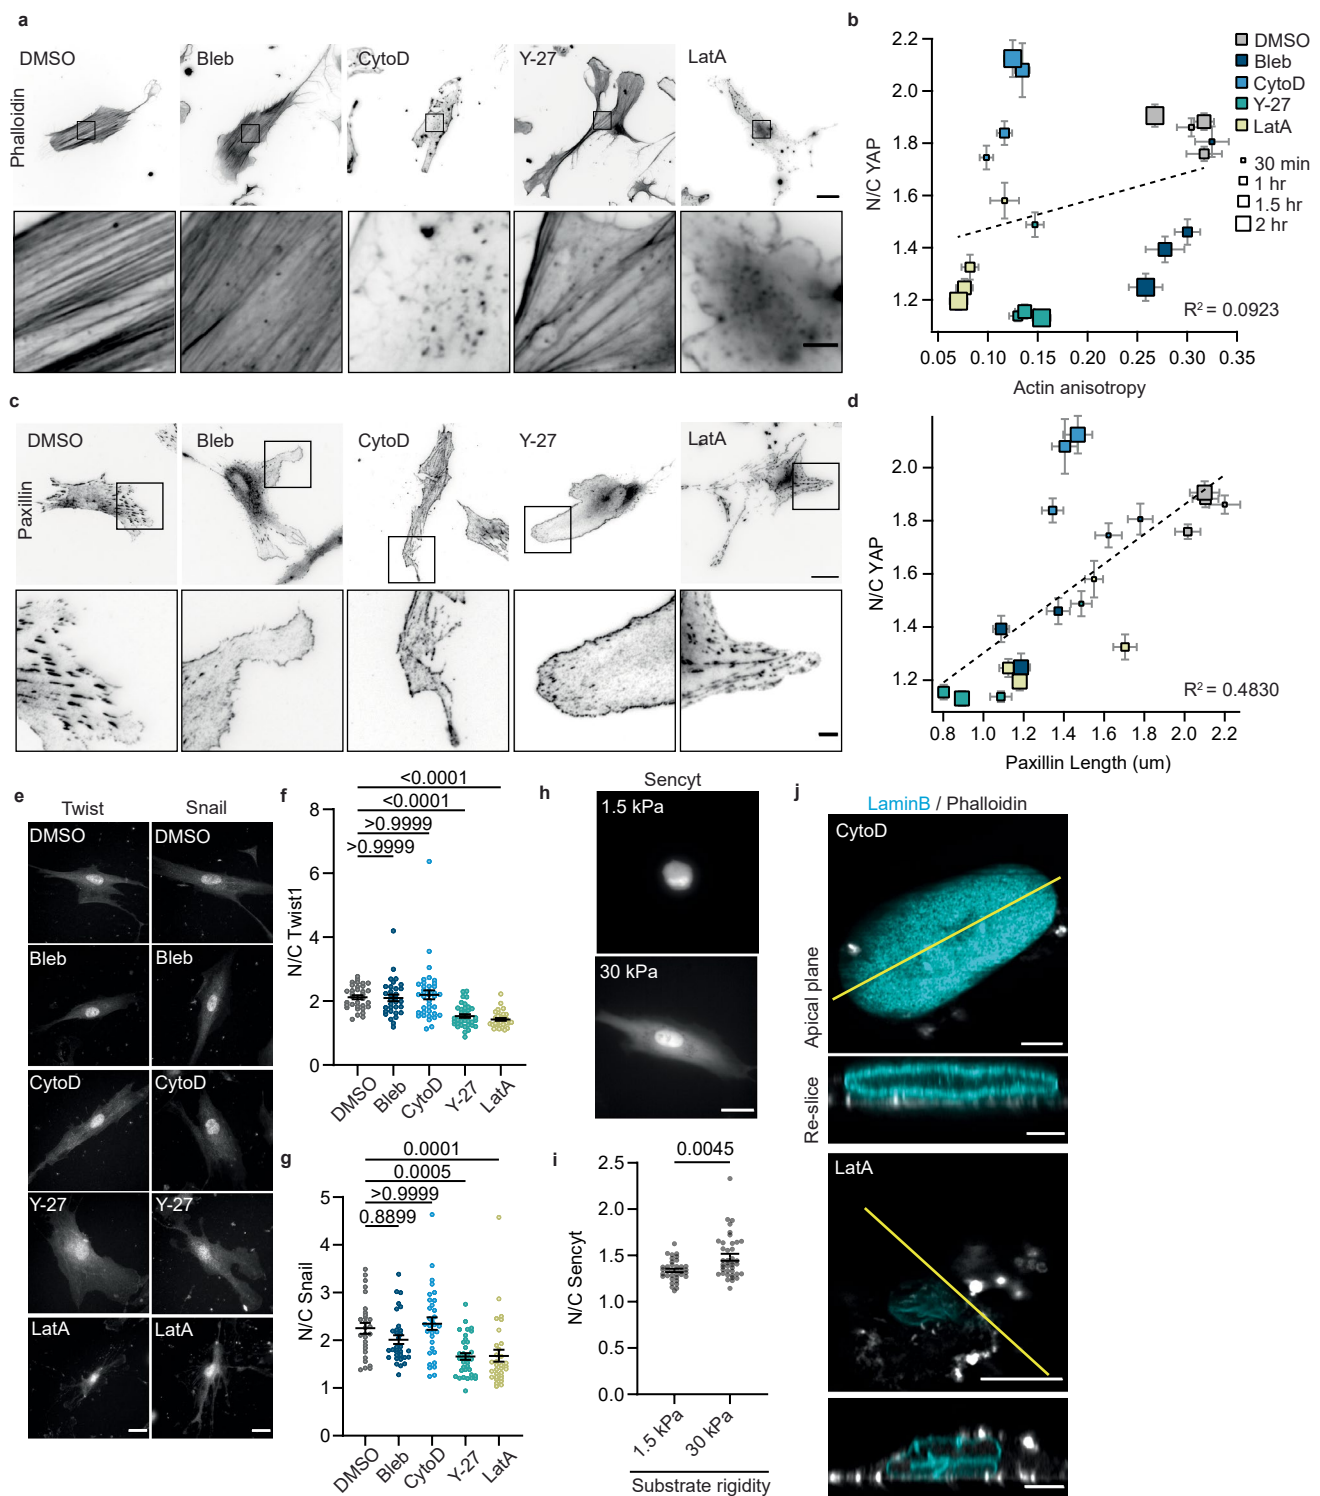 a
DMSO
Bleb
CytoD
Y-27
LatA
Phalloidin
b
2.2
2.0
1.8
1.6
1.4
1.2
N/C YAP
0.05
0.10
0.15
0.20
0.25
0.30
0.35
Actin anisotropy
R² = 0.0923
DMSO
Bleb
CytoD
Y-27
LatA
30 min
1 hr
1.5 hr
2 hr
c
DMSO
Bleb
CytoD
Y-27
LatA
Paxillin
d
2.0
1.8
1.6
1.4
1.2
N/C YAP
0.8
1.0
1.2
1.4
1.6
1.8
2.0
2.2
Paxillin Length (um)
R² = 0.4830
e
Twist
Snail
DMSO
DMSO
Bleb
Bleb
CytoD
CytoD
Y-27
Y-27
LatA
LatA
f
<0.0001
<0.0001
>0.9999
>0.9999
8
6
4
2
0
N/C Twist1
DMSO
Bleb
CytoD
Y-27
LatA
g
0.0001
0.0005
>0.9999
0.8899
5
4
3
2
1
0
N/C Snail
DMSO
Bleb
CytoD
Y-27
LatA
h
Sencyt
1.5 kPa
30 kPa
i
0.0045
2.5
2.0
1.5
1.0
0.5
0.0
N/C Sencyt
1.5 kPa
30 kPa
Substrate rigidity
j
LaminB / Phalloidin
CytoD
Apical plane
Re-slice
LatA